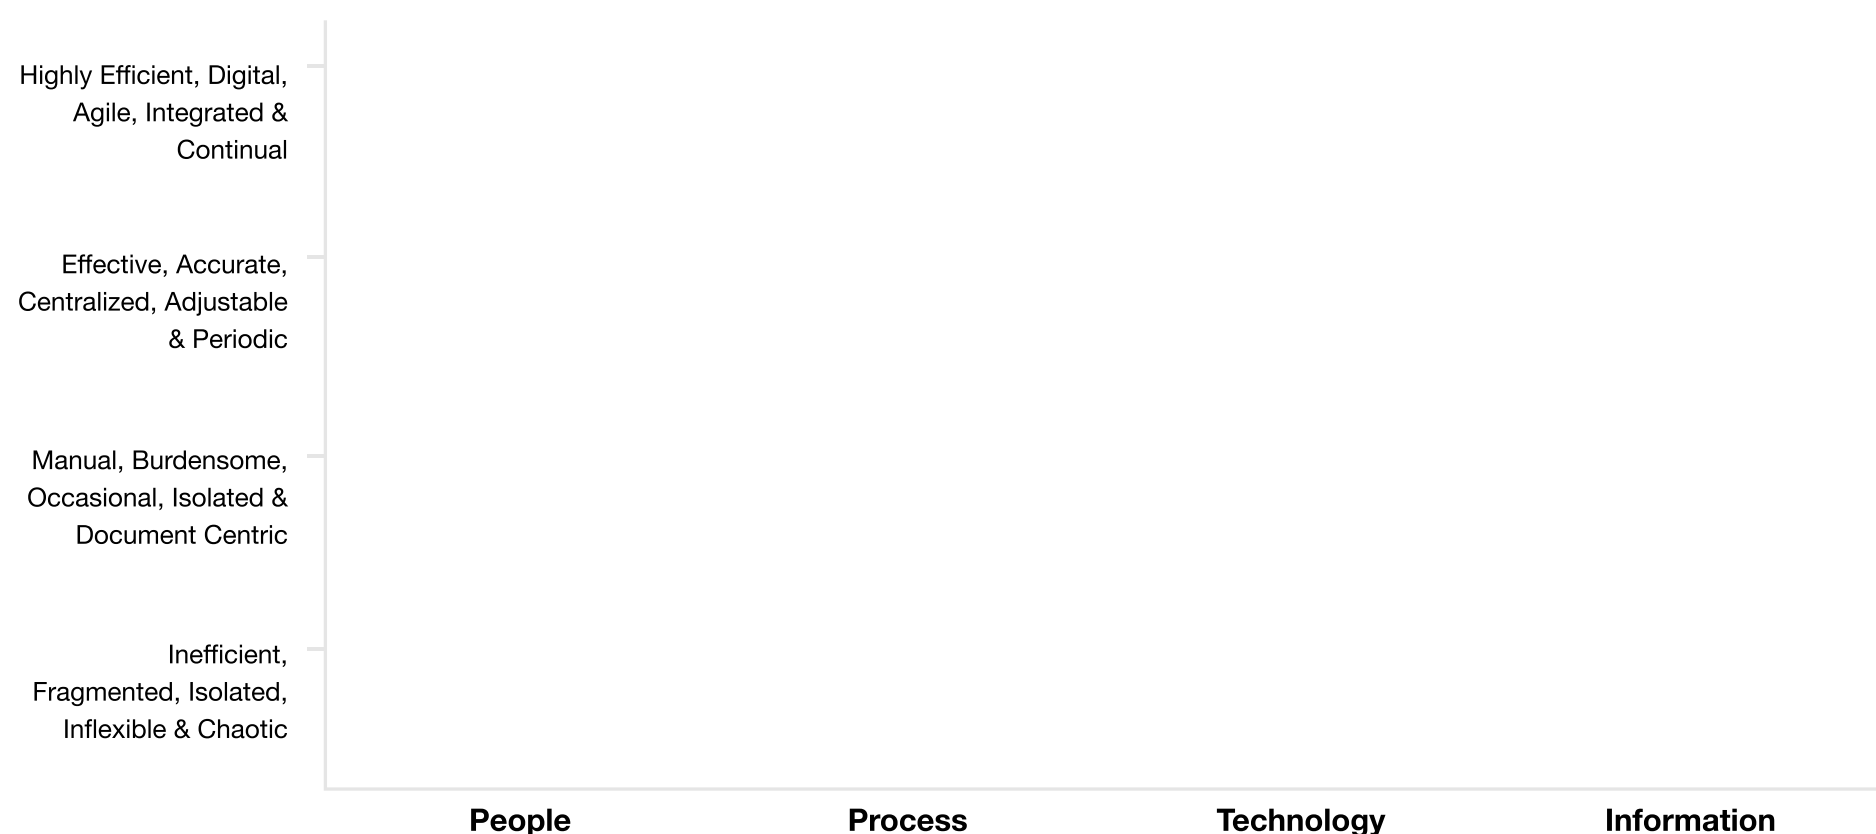 Highly Efficient, Digital,
Agile, Integrated &
Continual
Effective, Accurate,
Centralized, Adjustable
& Periodic
Manual, Burdensome,
Occasional, Isolated &
Document Centric
Inefficient,
Fragmented, Isolated,
Inflexible & Chaotic
People Process Technology Information